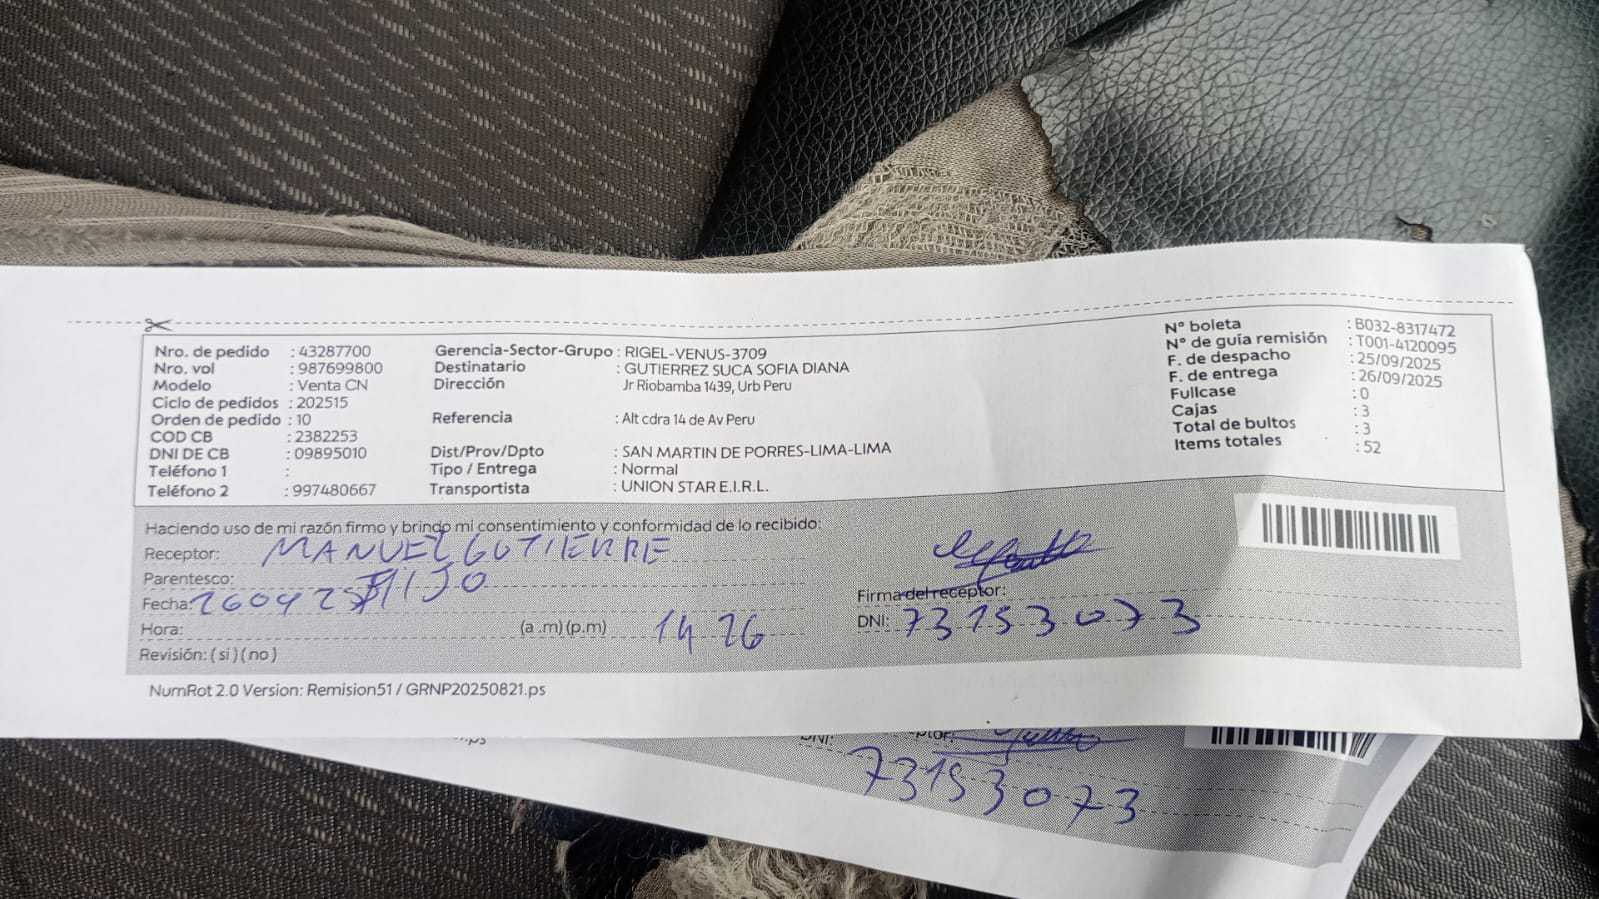 Nro. de pedido : 43287700
Nro. vol : 987699800
Modelo : Venta CN
Ciclo de pedidos : 202515
Orden de pedido : 10
COD CB : 2382253
DNI DE CB : 09895010
Teléfono 1 :
Teléfono 2 : 997480667
Gerencia-Sector-Grupo : RIGEL-VENUS-3709
Destinatario : GUTIERREZ SUCA SOFIA DIANA
Dirección Jr Riobamba 1439, Urb Peru
Referencia : Alt cdra 14 de Av Peru
Dist/Prov/Dpto : SAN MARTIN DE PORRES-LIMA-LIMA
Tipo / Entrega : Normal
Transportista : UNION STAR E.I.R.L.
N° boleta : B032-8317472
N° de guía remisión : T001-4120095
F. de despacho : 25/09/2025
F. de entrega : 26/09/2025
Fullcase : 0
Cajas : 3
Total de bultos : 3
Items totales : 52
Haciendo uso de mi razón firmo y brindo mi consentimiento y conformidad de lo recibido:
Receptor: MANUEL GUTIERRE
Parentesco: HIJO
Fecha:
Hora: (a .m) (p.m) 14 26
Revisión: ( si ) ( no )
Firma del receptor:
DNI: 73153073
NumRot 2.0 Version: Remision51 / GRNP20250821.ps
DNI:
73153073